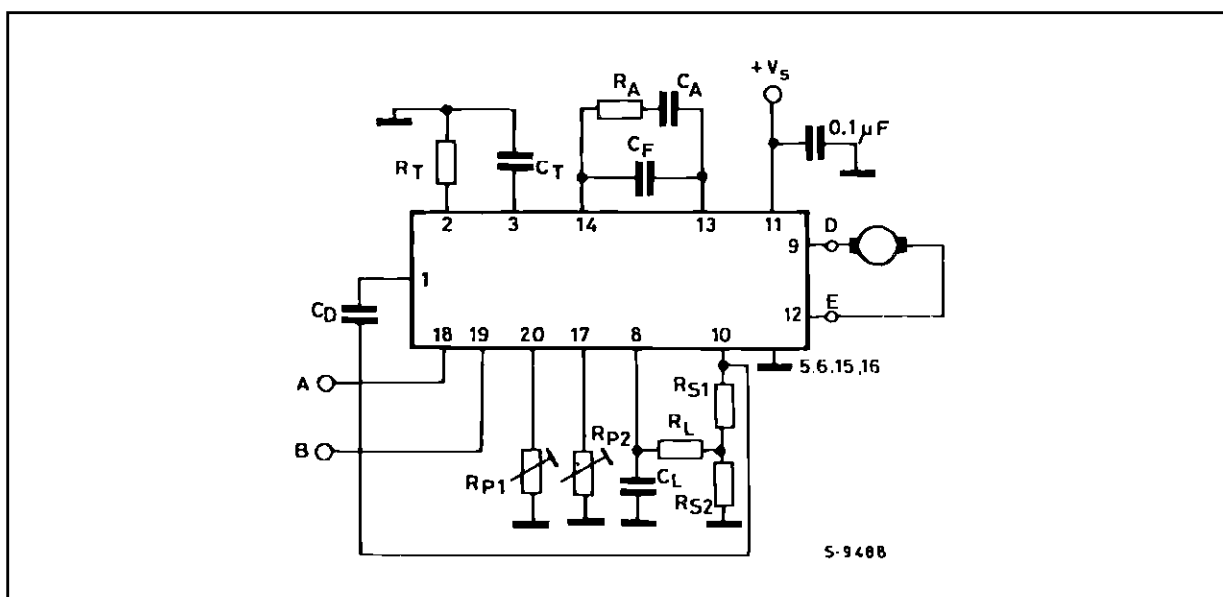 +Vs
RA CA
0.1µF
CF
RT CT
2 3 14 13 11
9 D
1
CD
12 E
18 19 20 17 8 10
5.6.15,16
A
RS1
RL
RP2
B
RP1
CL
RS2
S-9488